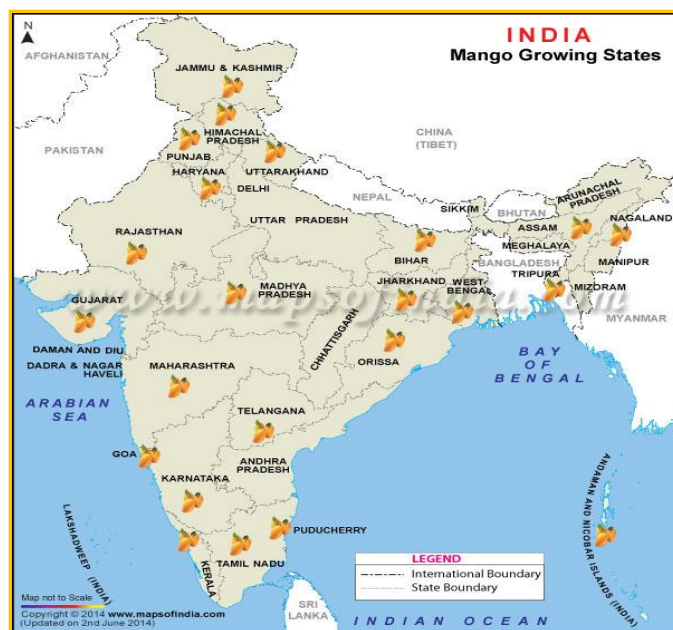 N
INDIA
Mango Growing States
AFGHANISTAN
JAMMU & KASHMIR
CHINA
(TIBET)
PAKISTAN
HIMACHAL
PRADESH
PUNJAB
HARYANA
UTTARAKHAND
DELHI
NEPAL
SIKKIM
BHUTAN
ARUNACHAL
PRADESH
RAJASTHAN
UTTAR PRADESH
ASSAM
NAGALAND
MEGHALAYA
BIHAR
BANGLADESH
MANIPUR
TRIPURA
JHARKHAND
WEST
BENGAL
MIZORAM
GUJARAT
MADHYA
PRADESH
www.mapsofindia.com
MYANMAR
CHHATTISGARH
DAMAN AND DIU
DADRA & NAGAR
HAVELI
MAHARASHTRA
ORISSA
BAY
OF
BENGAL
ARABIAN
SEA
TELANGANA
GOA
ANDHRA
PRADESH
KARNATAKA
ANDAMAN AND NICOBAR ISLANDS (INDIA)
LAKSHADWEEP (INDIA)
PUDUCHERRY
KERALA
TAMIL NADU
LEGEND
International Boundary
State Boundary
SRI
LANKA
INDIAN OCEAN
Map not to Scale
Copyright © 2014 www.mapsofindia.com
(Updated on 2nd June 2014)